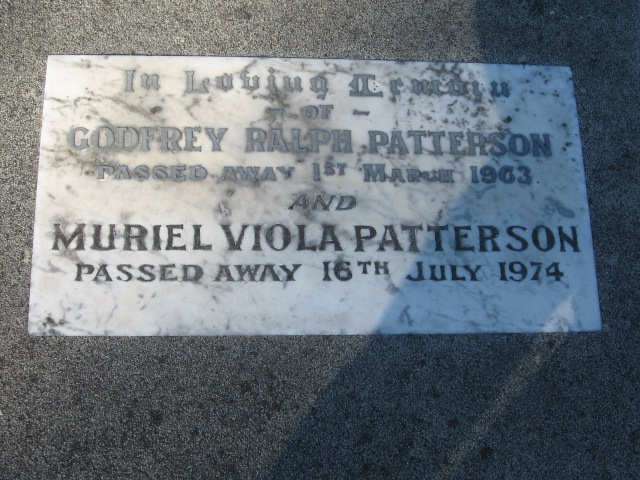 In Loving Memory
- OF -
GODFREY RALPH PATTERSON
PASSED AWAY 1ST MARCH 1963
AND
MURIEL VIOLA PATTERSON
PASSED AWAY 16TH JULY 1974